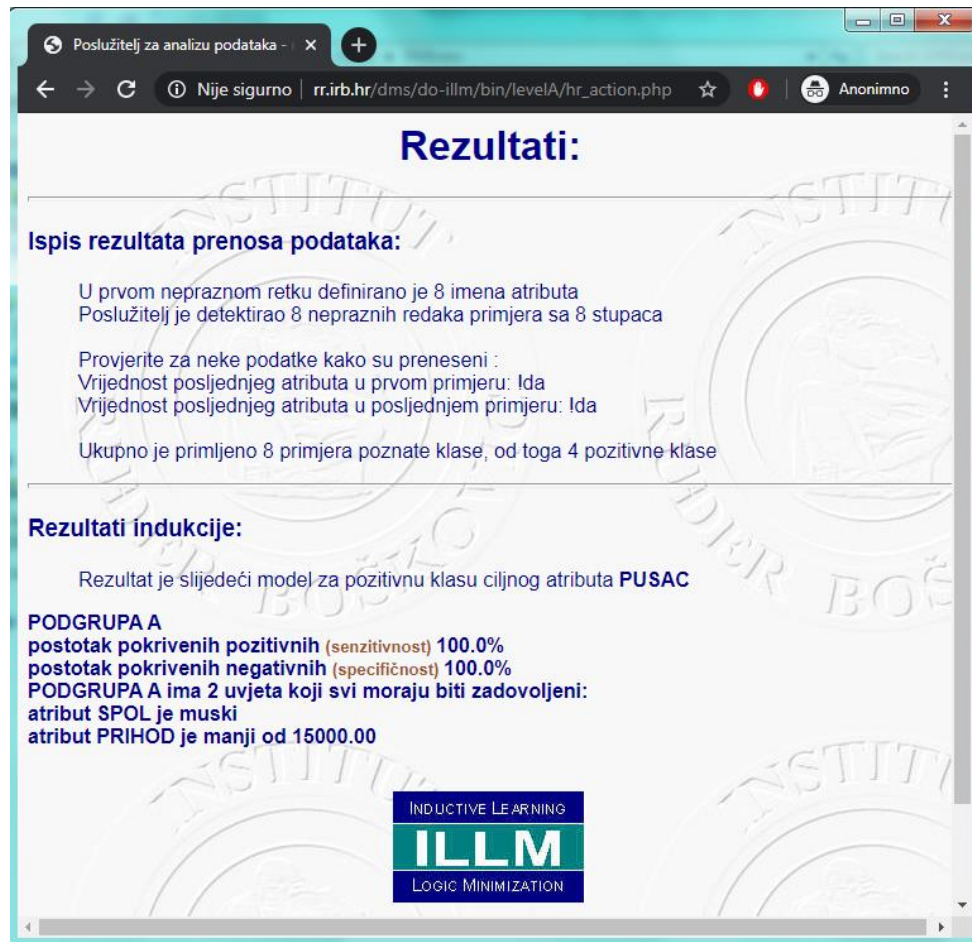 Poslužitelj za analizu podataka -
Nije sigurno | rr.irb.hr/dms/do-illm/bin/levelA/hr_action.php
Anonimno
Rezultati:
Ispis rezultata prenosa podataka:
U prvom nepraznom retku definirano je 8 imena atributa
Poslužitelj je detektirao 8 nepraznih redaka primjera sa 8 stupaca
Provjerite za neke podatke kako su preneseni :
Vrijednost posljednjeg atributa u prvom primjeru: !da
Vrijednost posljednjeg atributa u posljednjem primjeru: !da
Ukupno je primljeno 8 primjera poznate klase, od toga 4 pozitivne klase
Rezultati indukcije:
Rezultat je slijedeći model za pozitivnu klasu ciljnog atributa PUSAC
PODGRUPA A
postotak pokrivenih pozitivnih (senzitivnost) 100.0%
postotak pokrivenih negativnih (specifičnost) 100.0%
PODGRUPA A ima 2 uvjeta koji svi moraju biti zadovoljeni:
atribut SPOL je muski
atribut PRIHOD je manji od 15000.00
INDUCTIVE LEARNING
ILLM
LOGIC MINIMIZATION
INSTITUT
RUĐER BOŠKOVIĆ